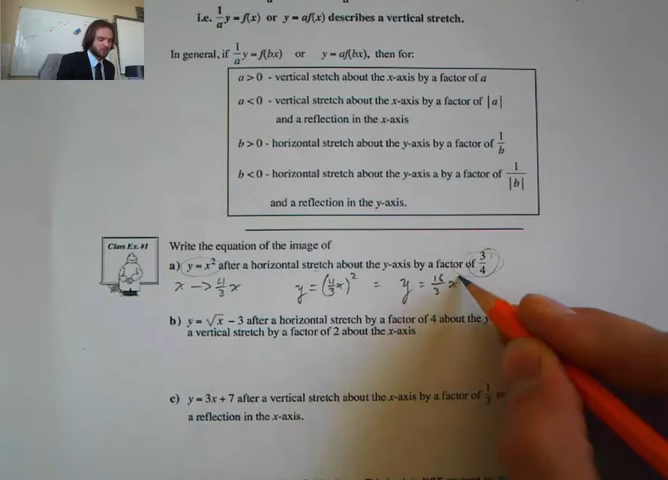 i.e. 1/a y = f(x) or y = af(x) describes a vertical stretch.
In general, if 1/a y = f(bx) or y = af(bx), then for:
a > 0 - vertical stetch about the x-axis by a factor of a
a < 0 - vertical stretch about the x-axis by a factor of |a|
and a reflection in the x-axis
b > 0 - horizontal stretch about the y-axis by a factor of 1/b
b < 0 - horizontal stretch about the y-axis a by a factor of 1/|b|
and a reflection in the y-axis.
Class Ex. #1
Write the equation of the image of
a) y = x² after a horizontal stretch about the y-axis by a factor of 3/4
x -> 4/3 x y = (4/3 x)² = y = 16/3 x
b) y = √x - 3 after a horizontal stretch by a factor of 4 about the y
a vertical stretch by a factor of 2 about the x-axis
c) y = 3x + 7 after a vertical stretch about the x-axis by a factor of 1/3
a reflection in the x-axis.